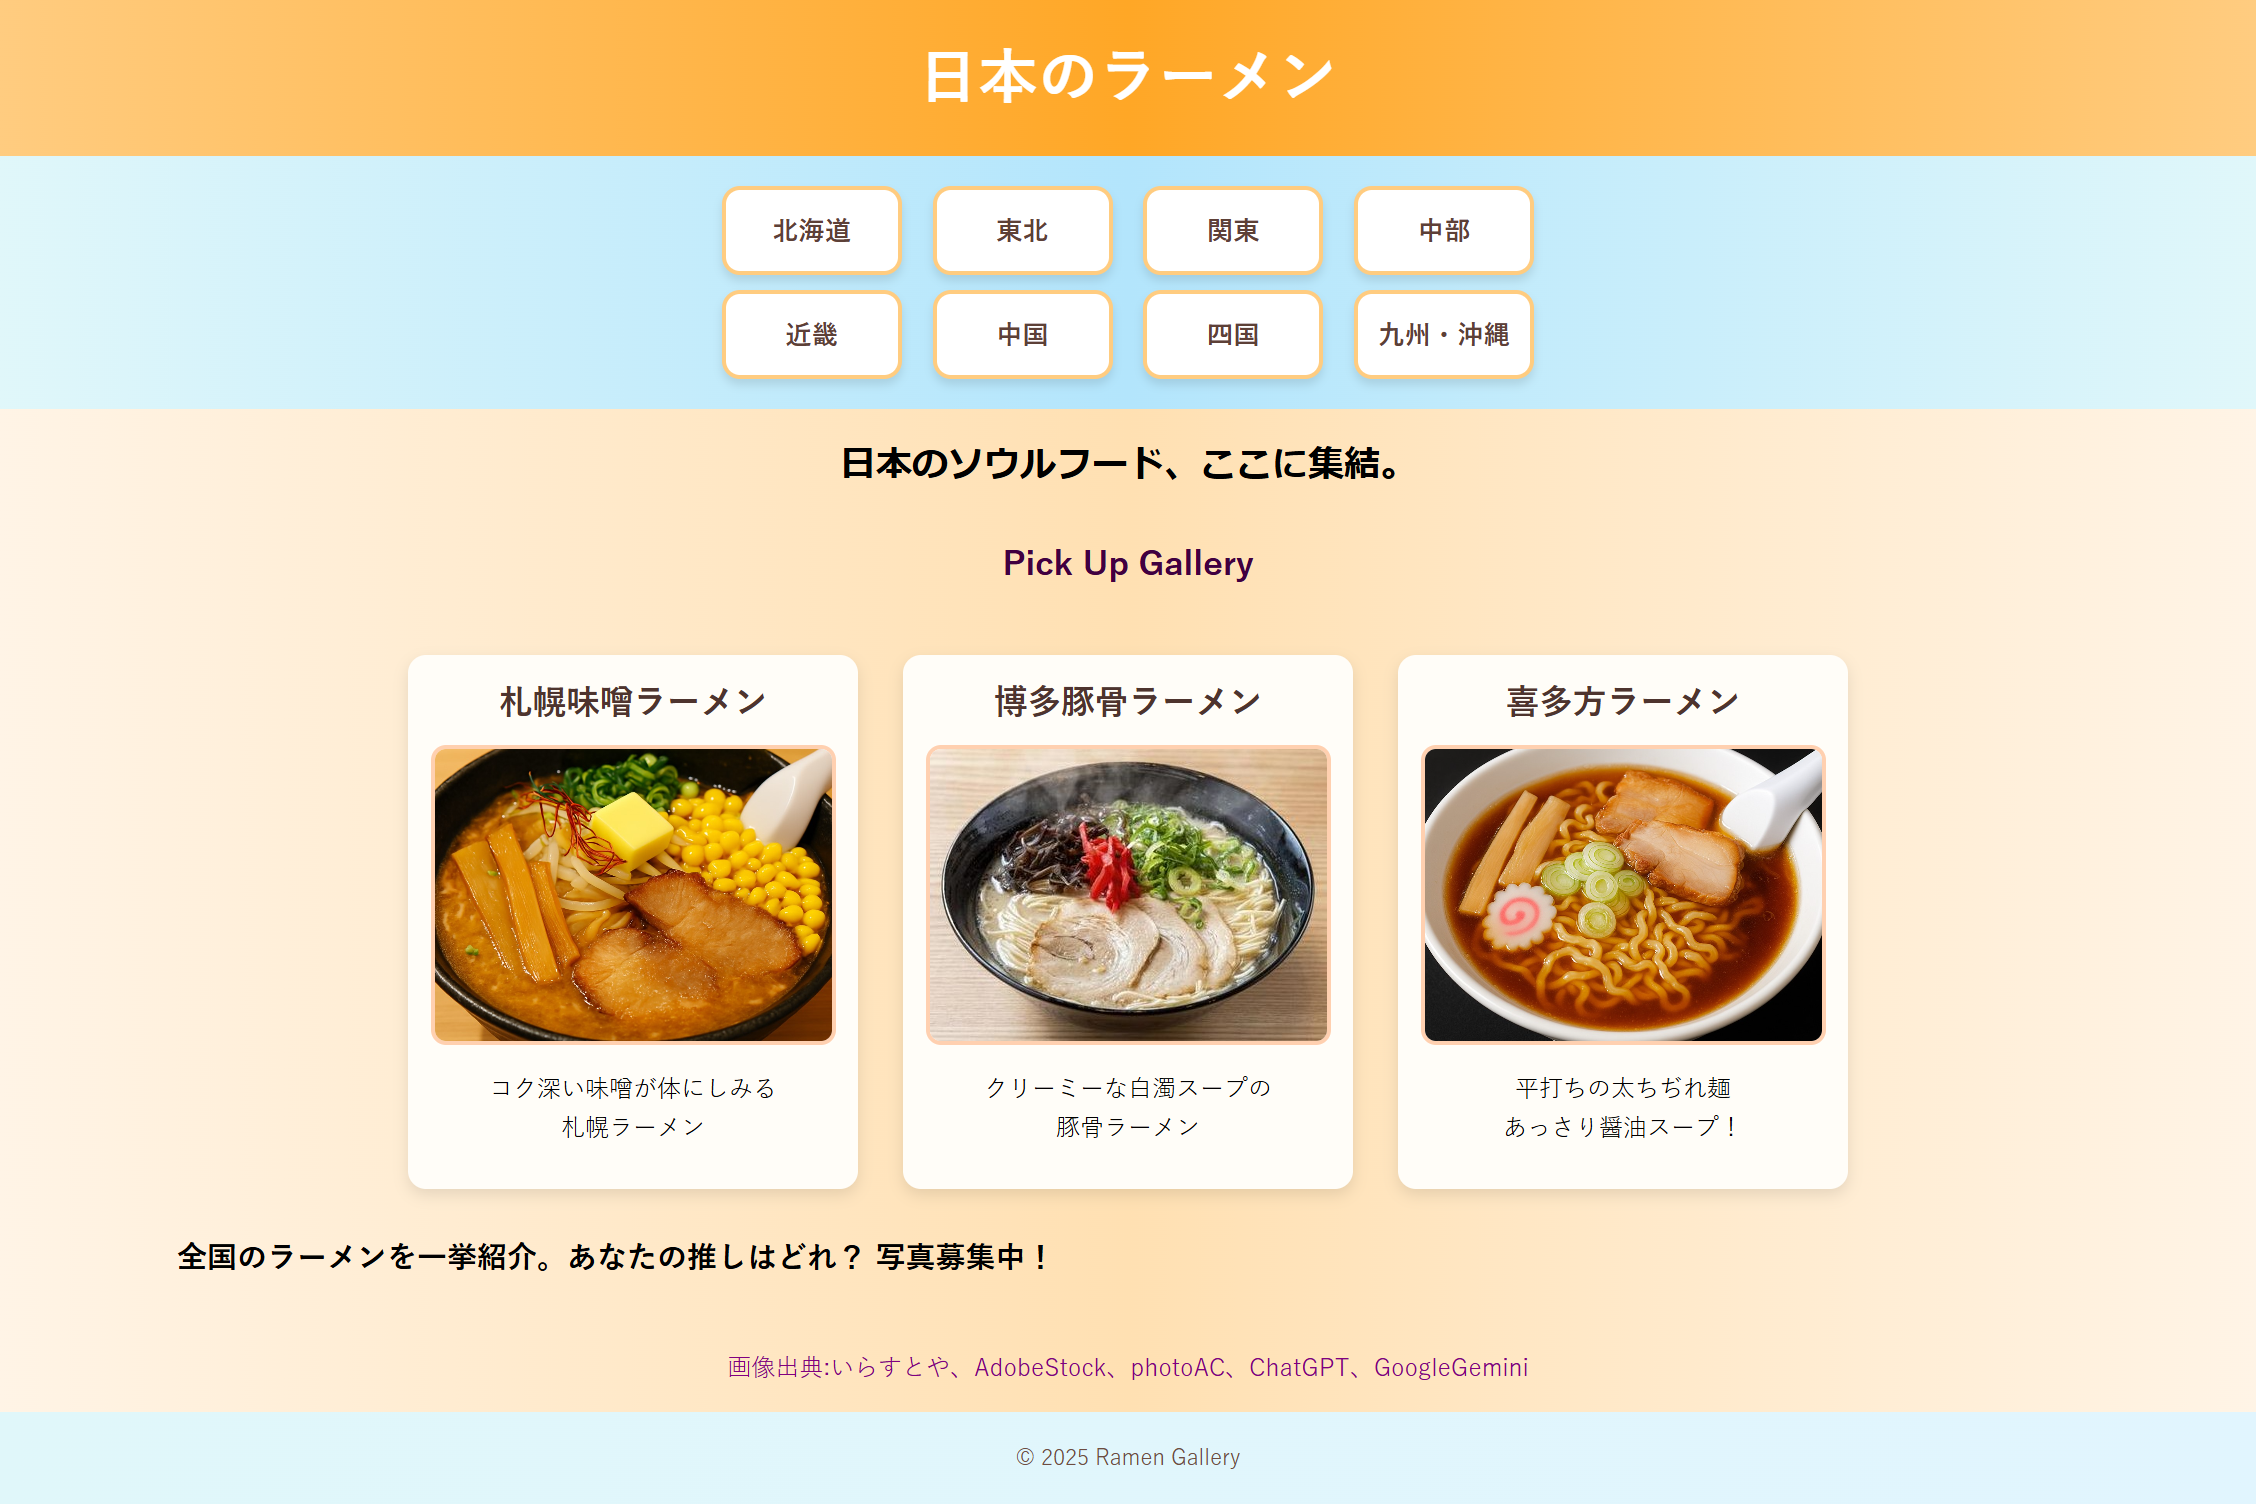 日本のラーメン
北海道
東北
関東
中部
近畿
中国
四国
九州・沖縄
日本のソウルフード、ここに集結。
Pick Up Gallery
札幌味噌ラーメン
コク深い味噌が体にしみる
札幌ラーメン
博多豚骨ラーメン
クリーミーな白濁スープの
豚骨ラーメン
喜多方ラーメン
平打ちの太ちぢれ麺
あっさり醤油スープ！
全国のラーメンを一挙紹介。あなたの推しはどれ？ 写真募集中！
画像出典:いらすとや、AdobeStock、photoAC、ChatGPT、GoogleGemini
© 2025 Ramen Gallery